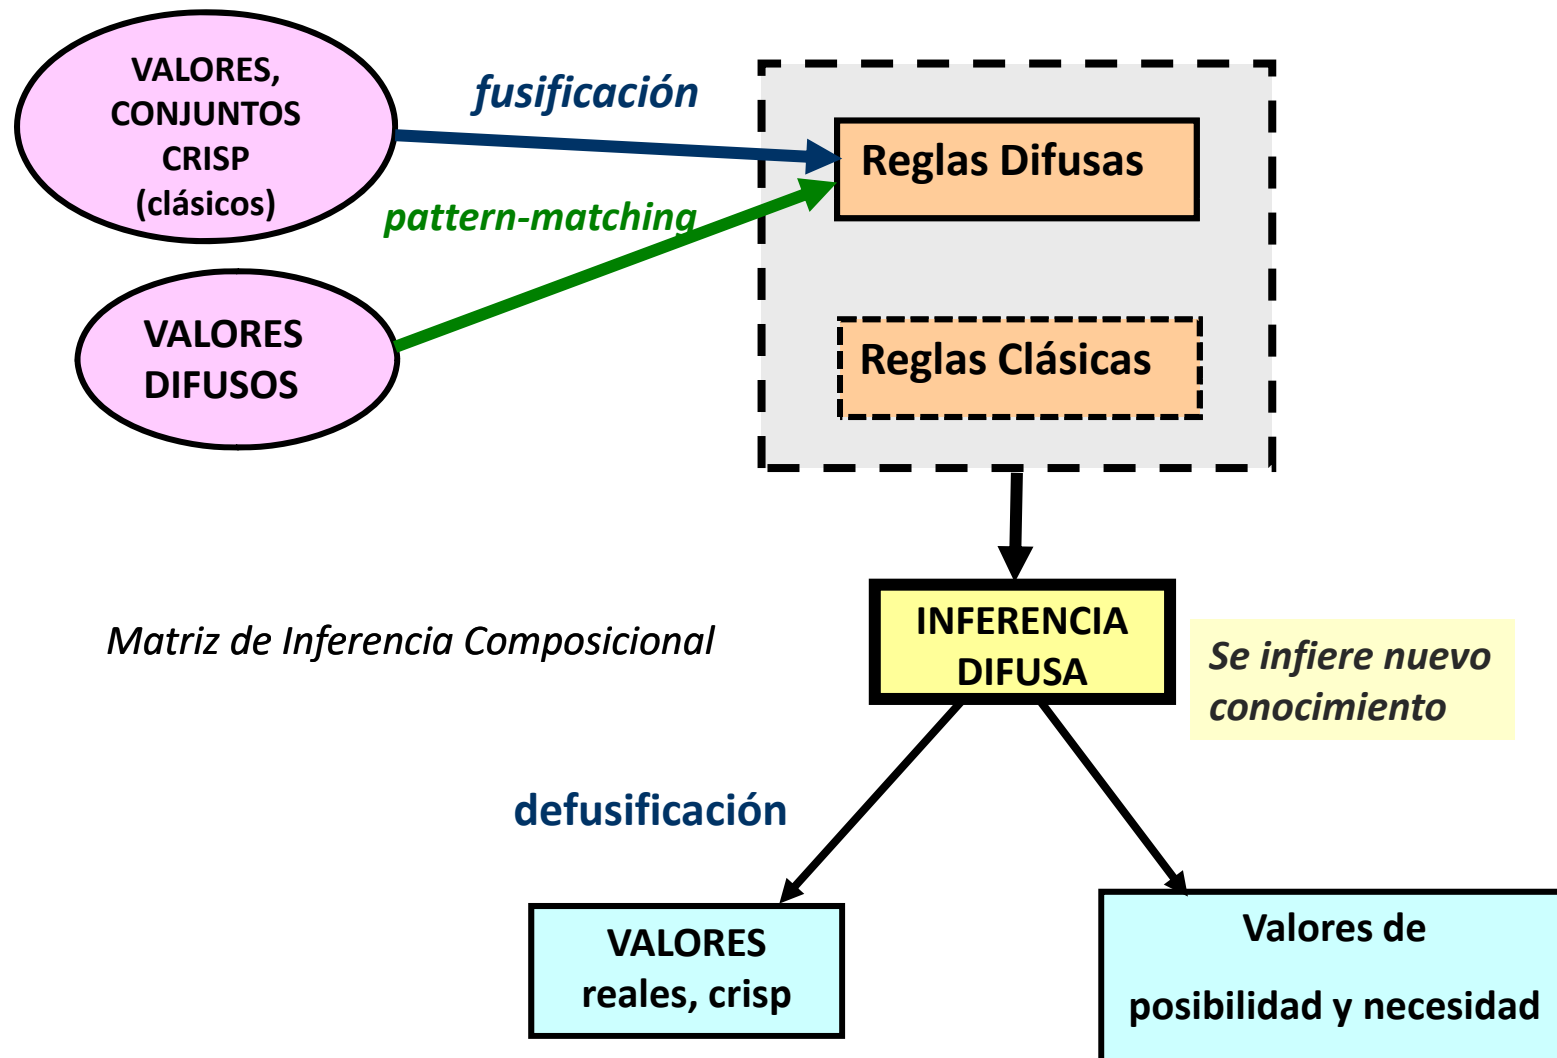 VALORES,
CONJUNTOS
CRISP
(clásicos)
fusificación
pattern-matching
VALORES
DIFUSOS
Reglas Difusas
Reglas Clásicas
Matriz de Inferencia Composicional
INFERENCIA
DIFUSA
Se infiere nuevo
conocimiento
defusificación
VALORES
reales, crisp
Valores de
posibilidad y necesidad